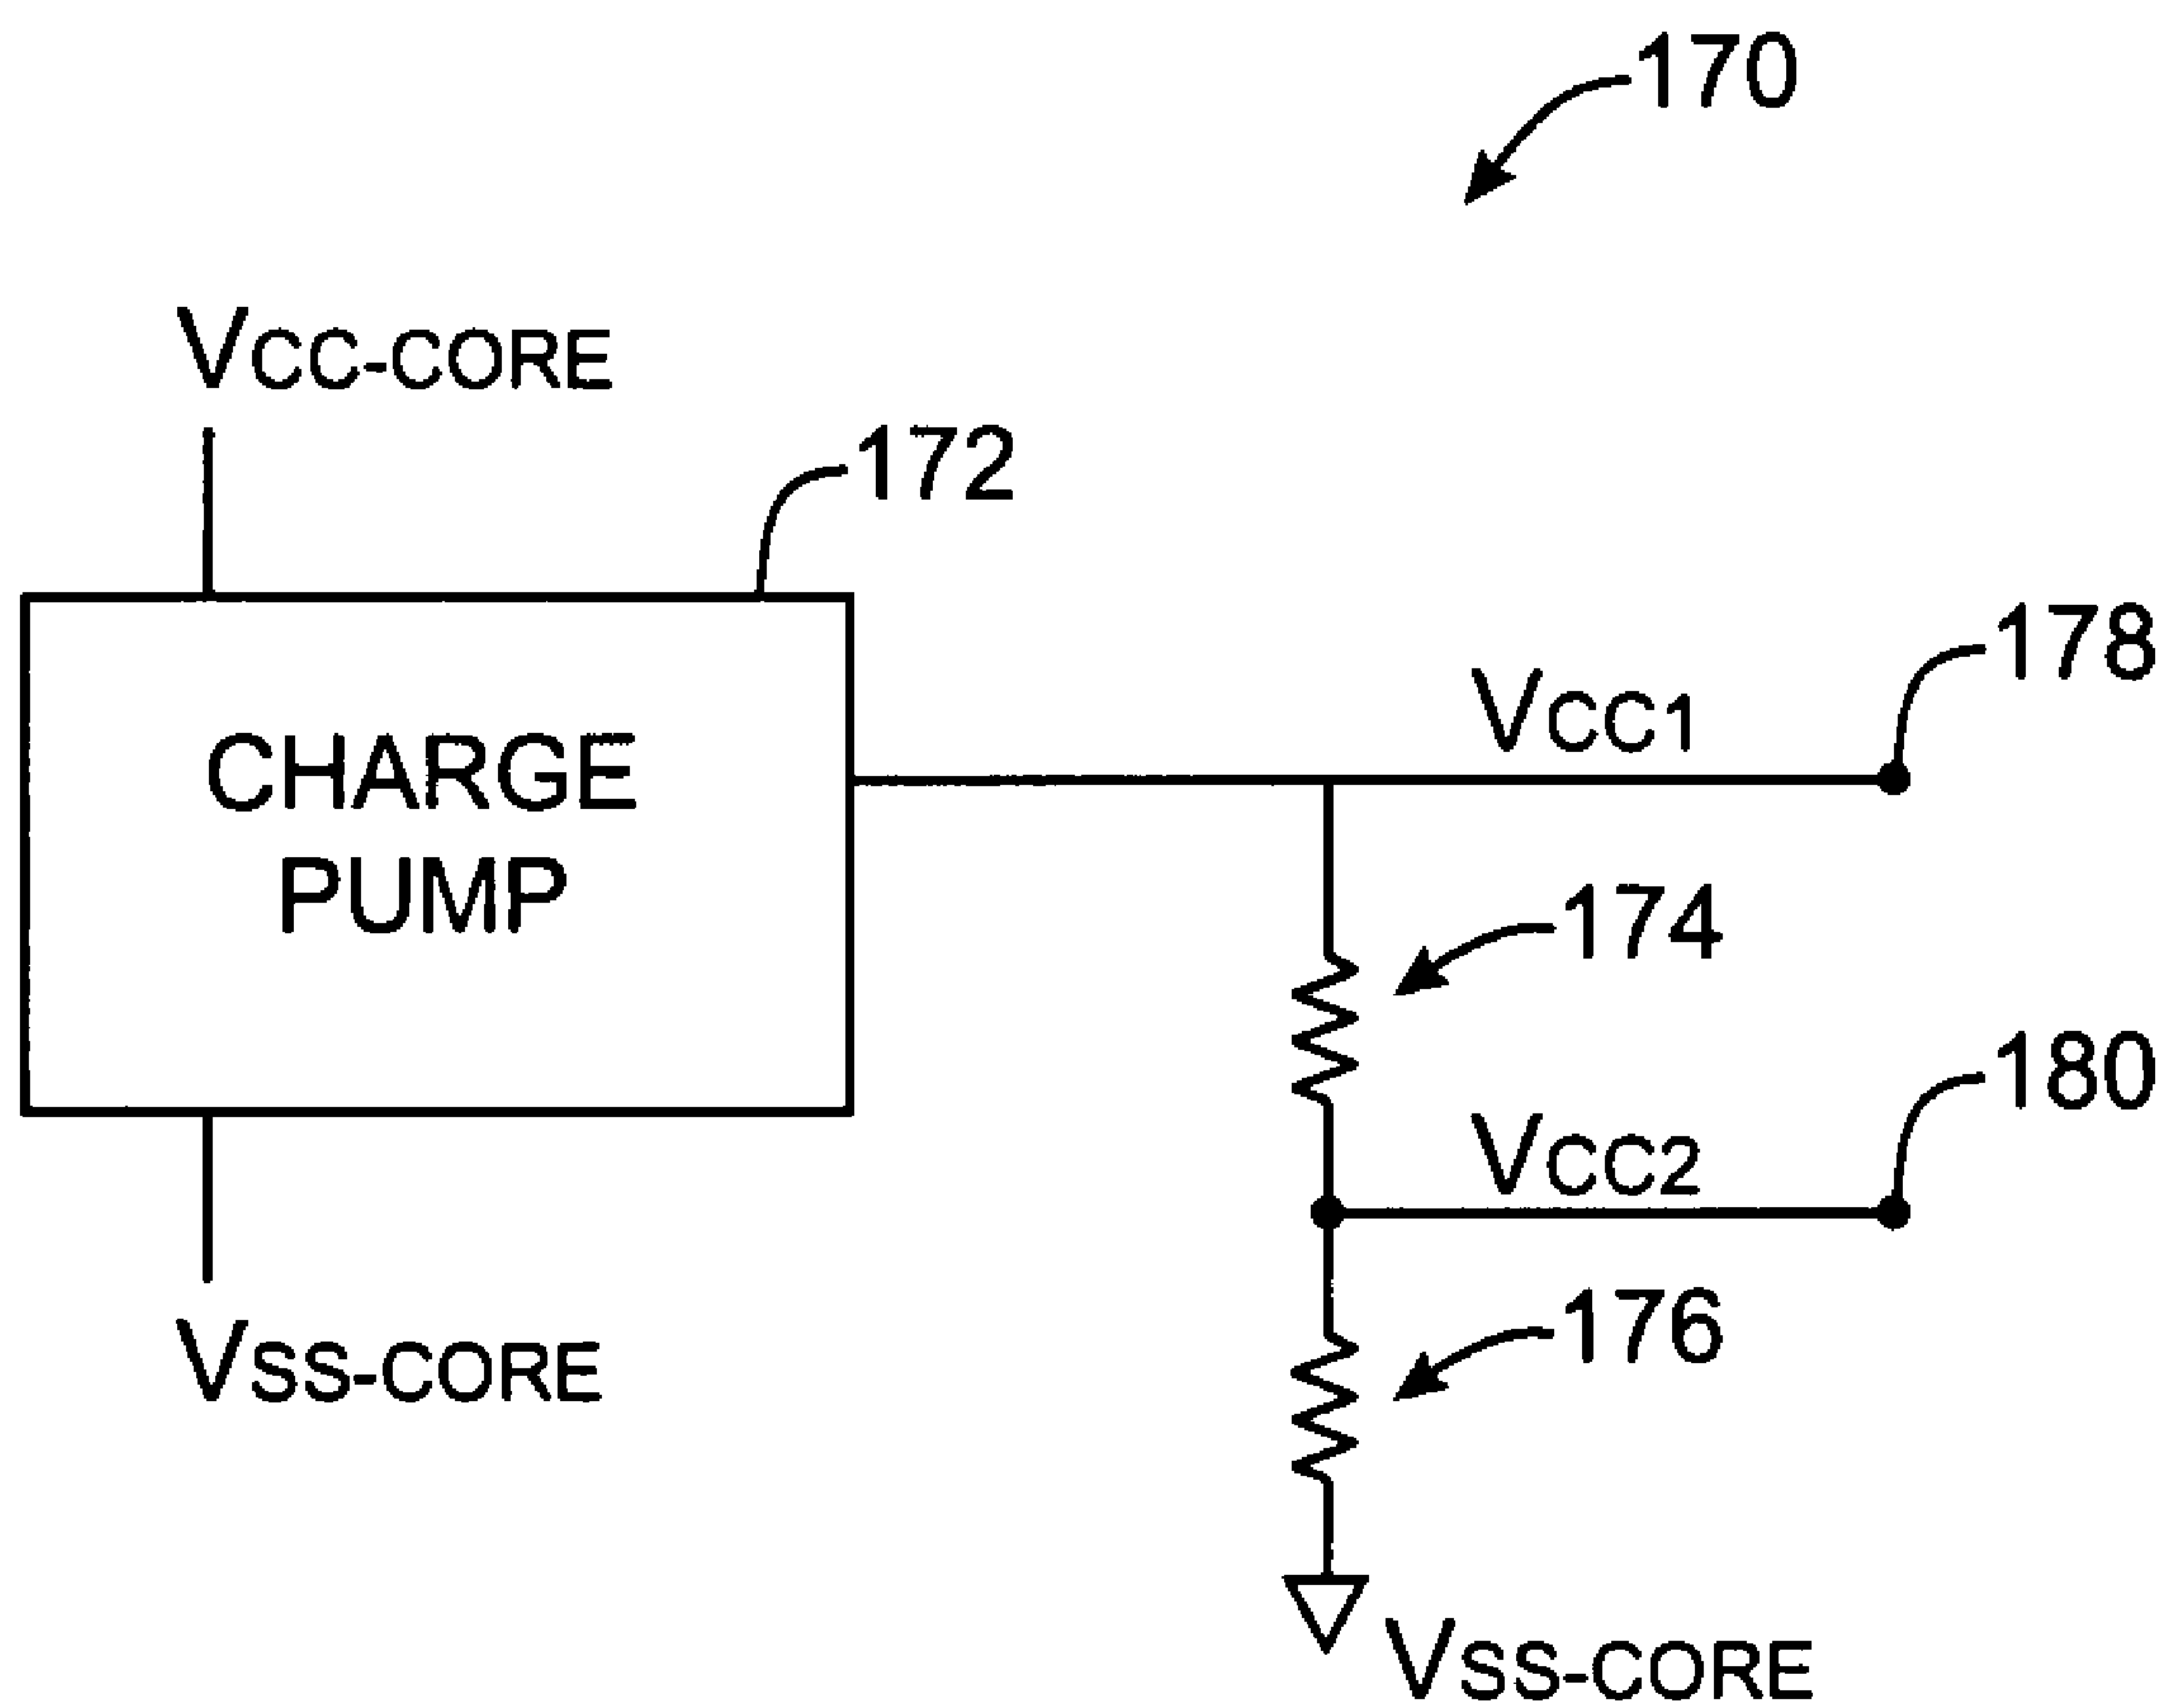 170
VCC-CORE
172
CHARGE
PUMP
178
VCC1
174
180
VCC2
176
VSS-CORE
VSS-CORE